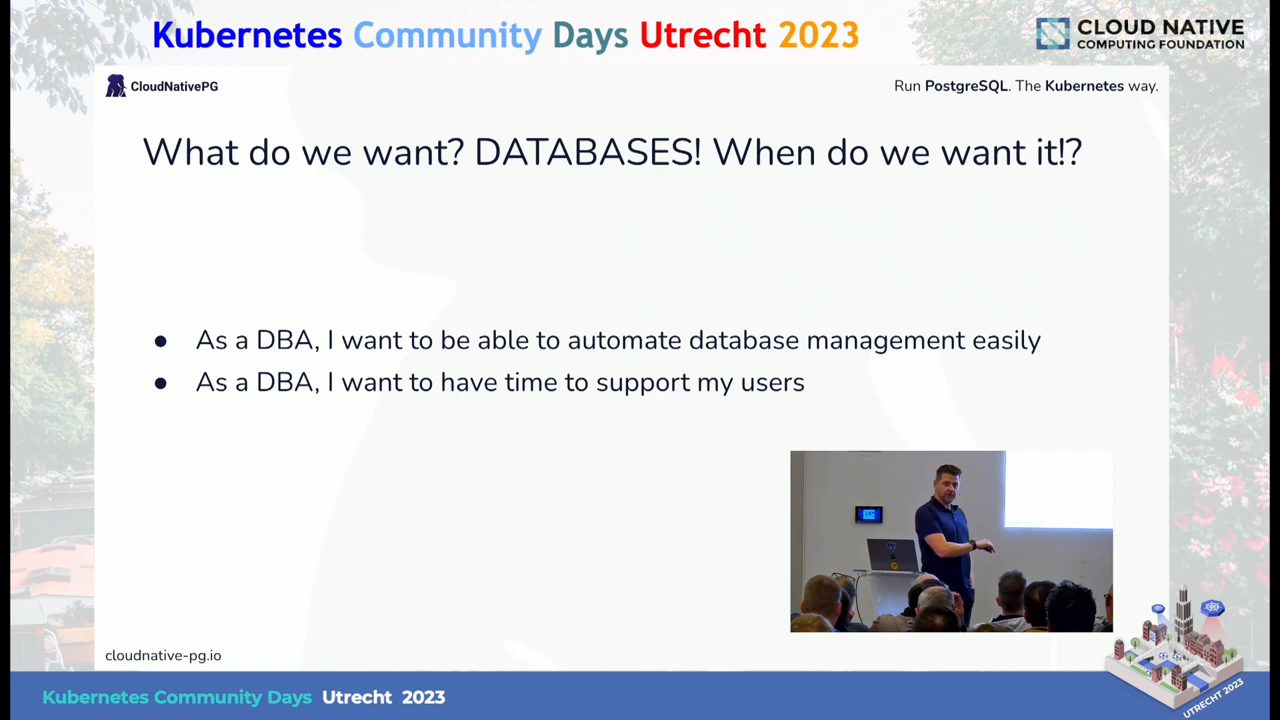 Kubernetes Community Days Utrecht 2023
CLOUD NATIVE
COMPUTING FOUNDATION
CloudNativePG
Run PostgreSQL. The Kubernetes way.
What do we want? DATABASES! When do we want it!?
● As a DBA, I want to be able to automate database management easily
● As a DBA, I want to have time to support my users
cloudnative-pg.io
Kubernetes Community Days Utrecht 2023
UTRECHT 2023